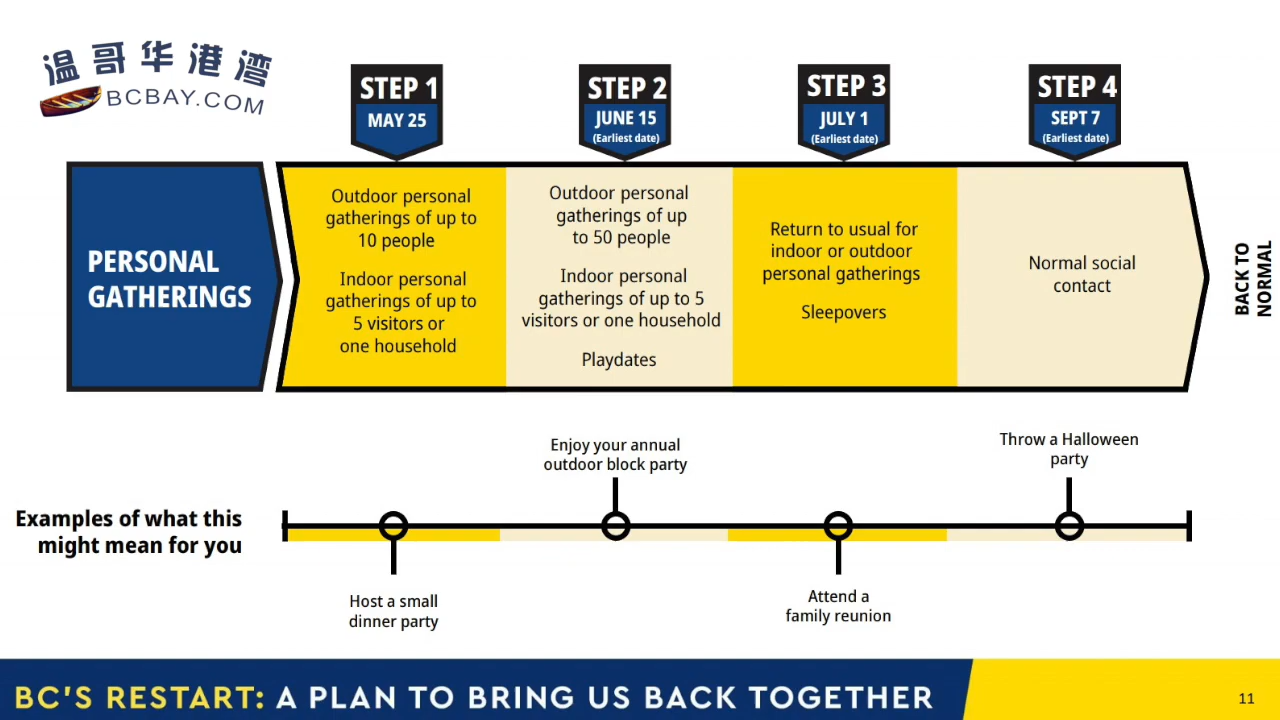 温哥华港湾
BCBAY.COM
STEP 1
MAY 25
STEP 2
JUNE 15
(Earliest date)
STEP 3
JULY 1
(Earliest date)
STEP 4
SEPT 7
(Earliest date)
PERSONAL
GATHERINGS
Outdoor personal
gatherings of up to
10 people
Indoor personal
gatherings of up to
5 visitors or
one household
Outdoor personal
gatherings of up
to 50 people
Indoor personal
gatherings of up to 5
visitors or one household
Playdates
Return to usual for
indoor or outdoor
personal gatherings
Sleepovers
Normal social
contact
BACK TO
NORMAL
Examples of what this
might mean for you
Host a small
dinner party
Enjoy your annual
outdoor block party
Attend a
family reunion
Throw a Halloween
party
BC'S RESTART: A PLAN TO BRING US BACK TOGETHER
11